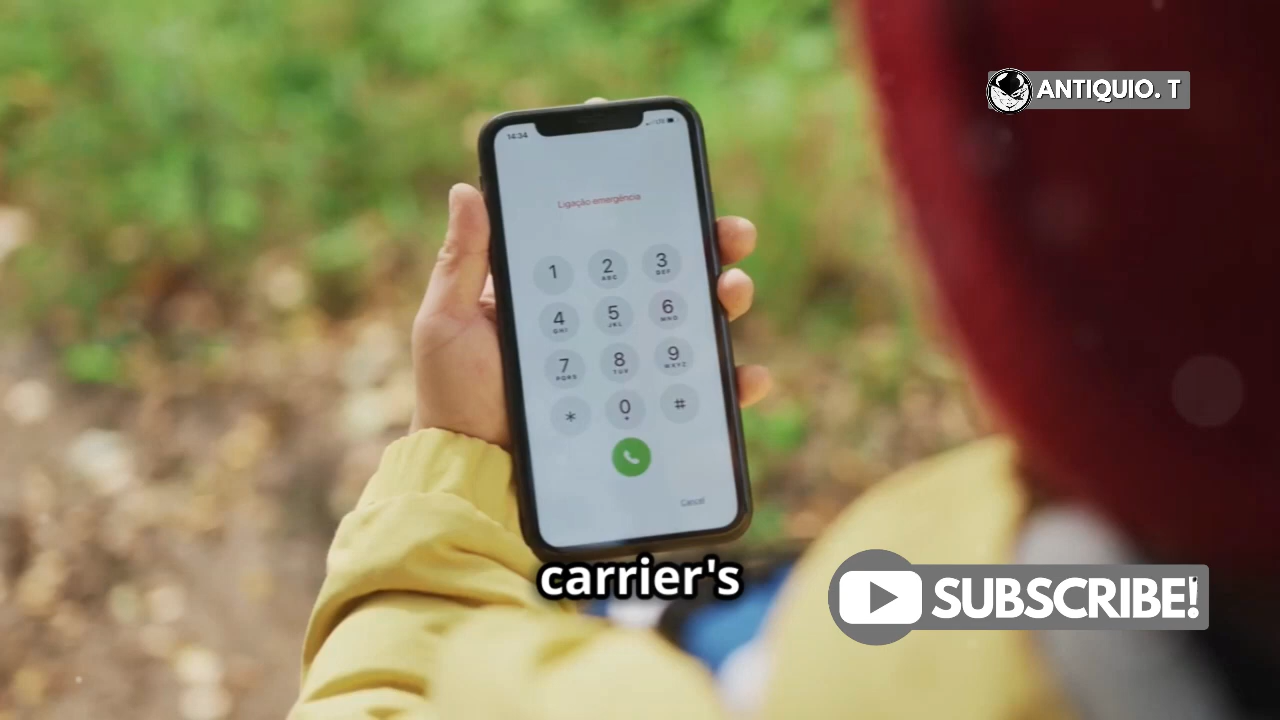 ANTIQUIO. T
14:34
Ligação emergência
1
2
ABC
3
DEF
4
GHI
5
JKL
6
MNO
7
PQRS
8
TUV
9
WXYZ
*
0
+
#
Cancel
carrier's
SUBSCRIBE!